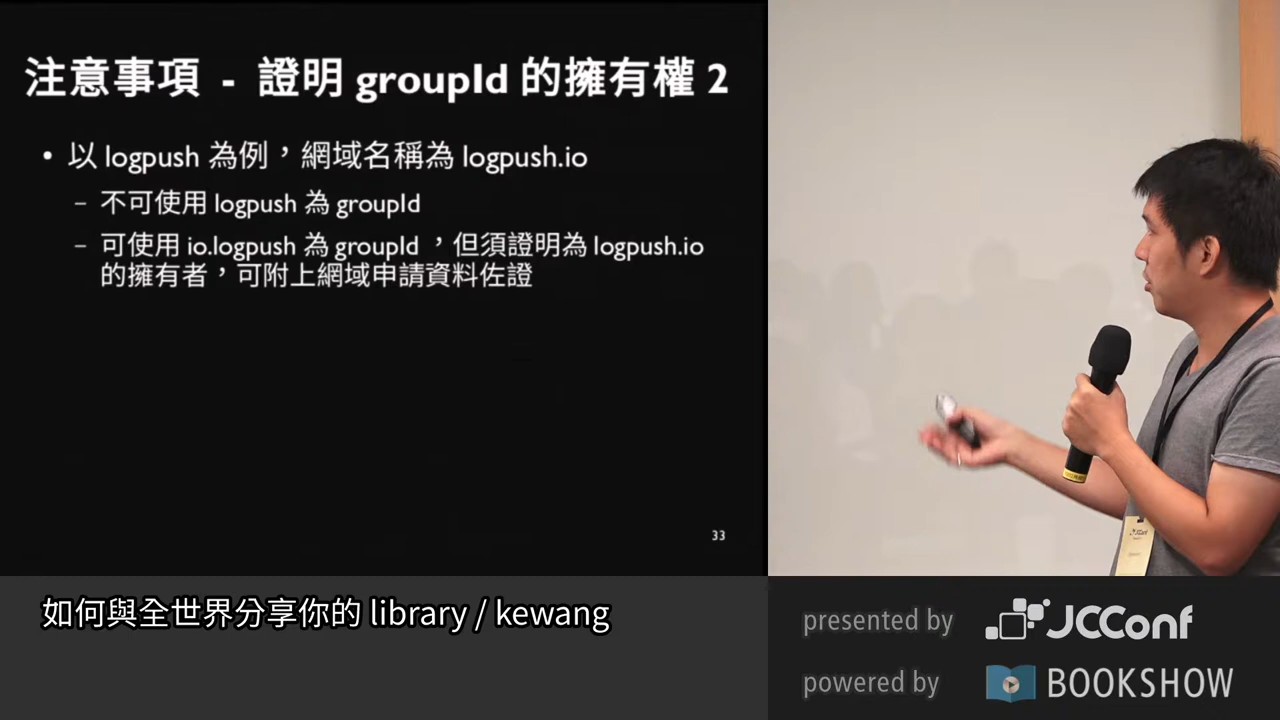 注意事項 - 證明 groupId 的擁有權 2
• 以 logpush 為例，網域名稱為 logpush.io
– 不可使用 logpush 為 groupId
– 可使用 io.logpush 為 groupId ，但須證明為 logpush.io
的擁有者，可附上網域申請資料佐證
33
如何與全世界分享你的 library / kewang
presented by JCConf
powered by BOOKSHOW
JCConf